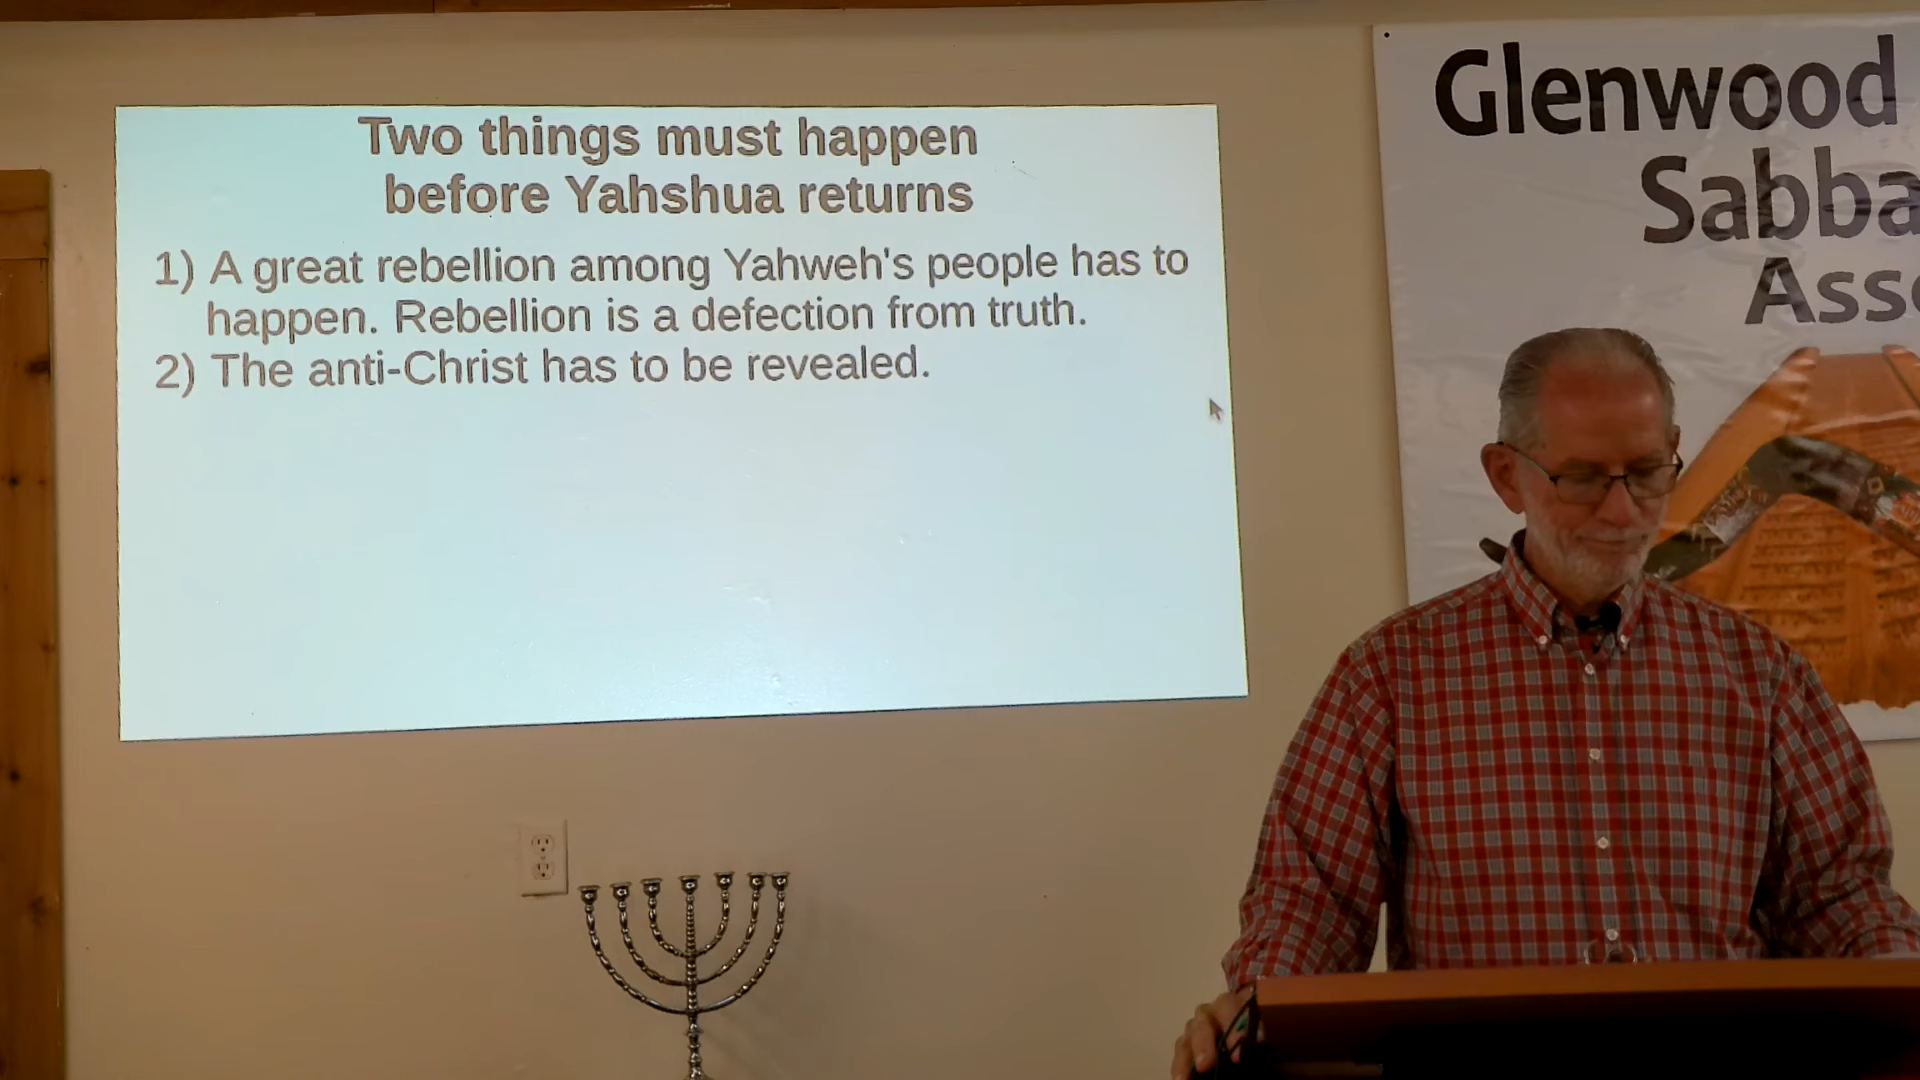 Two things must happen
before Yahshua returns
1) A great rebellion among Yahweh's people has to
happen. Rebellion is a defection from truth.
2) The anti-Christ has to be revealed.
Glenwood
Sabba
Asse